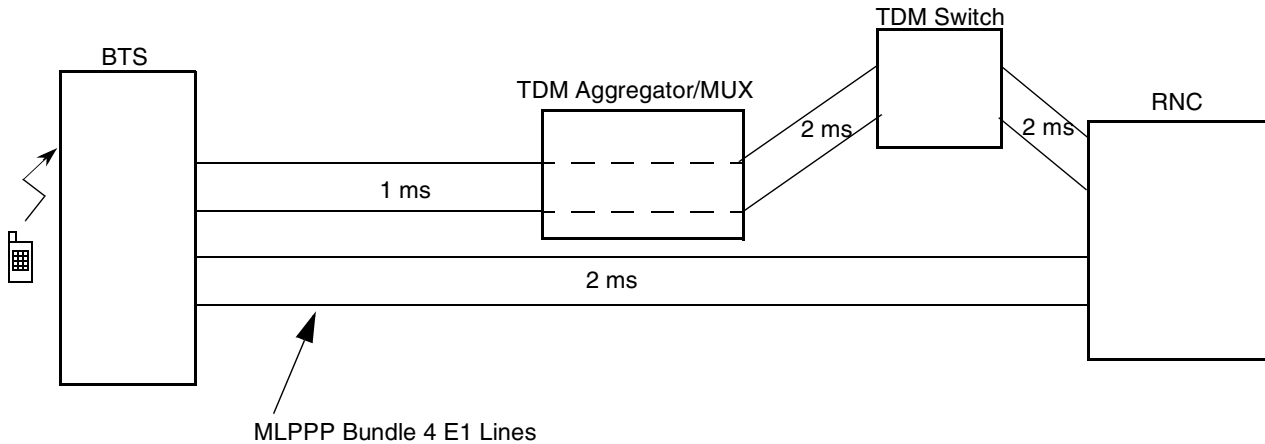 TDM Switch
BTS
TDM Aggregator/MUX
RNC
2 ms
2 ms
1 ms
2 ms
MLPPP Bundle 4 E1 Lines